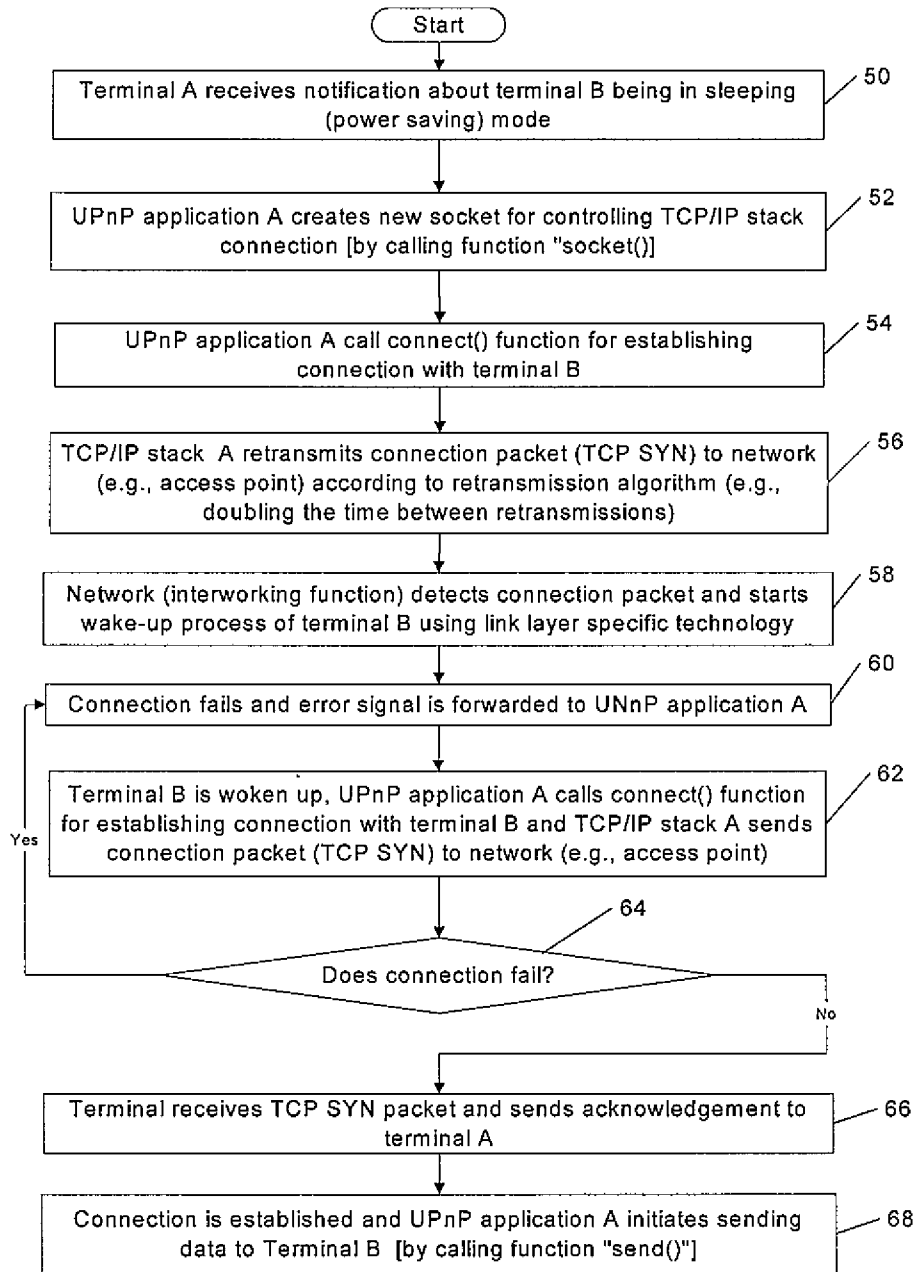 Start
50
Terminal A receives notification about terminal B being in sleeping
(power saving) mode
52
UPnP application A creates new socket for controlling TCP/IP stack
connection [by calling function "socket()]
54
UPnP application A call connect() function for establishing
connection with terminal B
56
TCP/IP stack A retransmits connection packet (TCP SYN) to network
(e.g., access point) according to retransmission algorithm (e.g.,
doubling the time between retransmissions)
58
Network (interworking function) detects connection packet and starts
wake-up process of terminal B using link layer specific technology
60
Connection fails and error signal is forwarded to UNnP application A
62
Terminal B is woken up, UPnP application A calls connect() function
for establishing connection with terminal B and TCP/IP stack A sends
connection packet (TCP SYN) to network (e.g., access point)
Yes
64
Does connection fail?
No
66
Terminal receives TCP SYN packet and sends acknowledgement to
terminal A
68
Connection is established and UPnP application A initiates sending
data to Terminal B [by calling function "send()"]